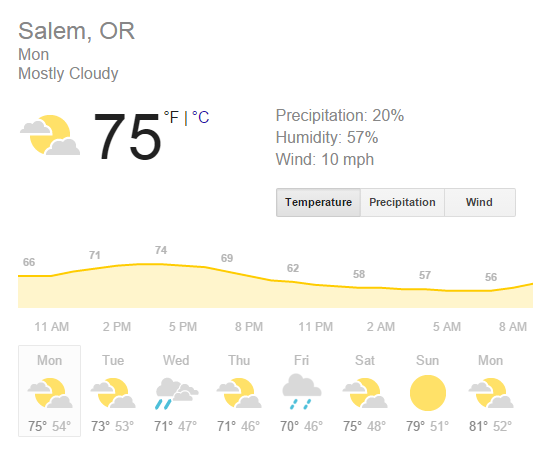 Salem, OR
Mon
Mostly Cloudy
75 °F | °C
Precipitation: 20%
Humidity: 57%
Wind: 10 mph
Temperature Precipitation Wind
66 71 74 69 62 58 57 56
11 AM 2 PM 5 PM 8 PM 11 PM 2 AM 5 AM 8 AM
Mon Tue Wed Thu Fri Sat Sun Mon
75° 54° 73° 53° 71° 47° 71° 46° 70° 46° 75° 48° 79° 51° 81° 52°